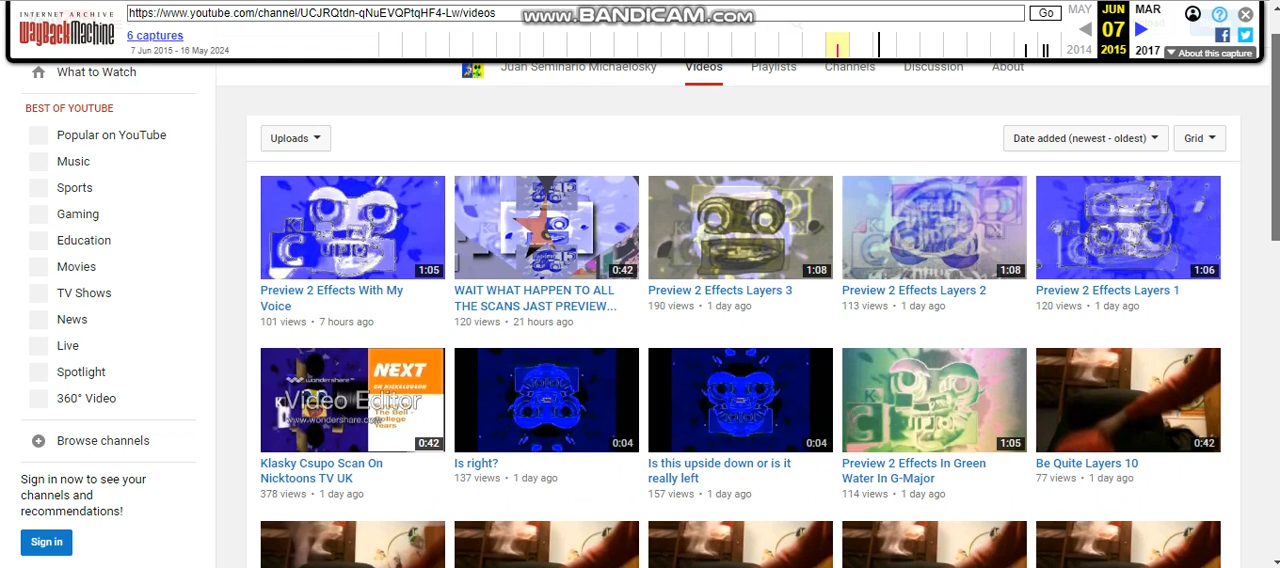 https://www.youtube.com/channel/UCJRQtdn-qNuEVQPtqHF4-Lw/videos
www.BANDICAM.com
Go
MAY
JUN
MAR
INTERNET ARCHIVE
WayBackMachine
6 captures
7 Jun 2015 - 16 May 2024
07
2014
2015
2017
About this capture
What to Watch
Juan Seminario Michaelosky
Videos
Playlists
Channels
Discussion
About
BEST OF YOUTUBE
Popular on YouTube
Music
Sports
Gaming
Education
Movies
TV Shows
News
Live
Spotlight
360° Video
Browse channels
Sign in now to see your
channels and
recommendations!
Sign in
Uploads
Date added (newest - oldest)
Grid
1:05
0:42
1:08
1:08
1:06
Preview 2 Effects With My
Voice
101 views • 7 hours ago
WAIT WHAT HAPPEN TO ALL
THE SCANS JAST PREVIEW...
120 views • 21 hours ago
Preview 2 Effects Layers 3
190 views • 1 day ago
Preview 2 Effects Layers 2
113 views • 1 day ago
Preview 2 Effects Layers 1
120 views • 1 day ago
NEXT
ON NICKELODEON
wondershare
Video Editor
www.wondershare.com
The Bell -
College
Years
0:42
0:04
0:04
1:05
0:42
Klasky Csupo Scan On
Nicktoons TV UK
378 views • 1 day ago
Is right?
137 views • 1 day ago
Is this upside down or is it
really left
157 views • 1 day ago
Preview 2 Effects In Green
Water In G-Major
114 views • 1 day ago
Be Quite Layers 10
77 views • 1 day ago